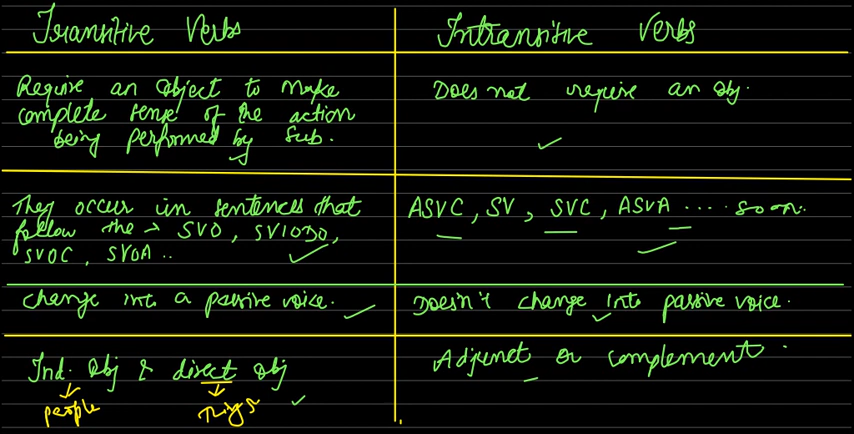 Transitive Verbs
Intransitive Verbs
Require an object to make
complete sense of the action
being performed by sub.
Does not require an obj.
They occur in sentences that
follow the → SVO, SVIODO,
SVOC, SVOA ..
ASVC, SV, SVC, ASVA .... so on.
Change into a passive voice.
Doesn't change into passive voice.
Ind. Obj & direct obj
people
things
Adjunct or complement.